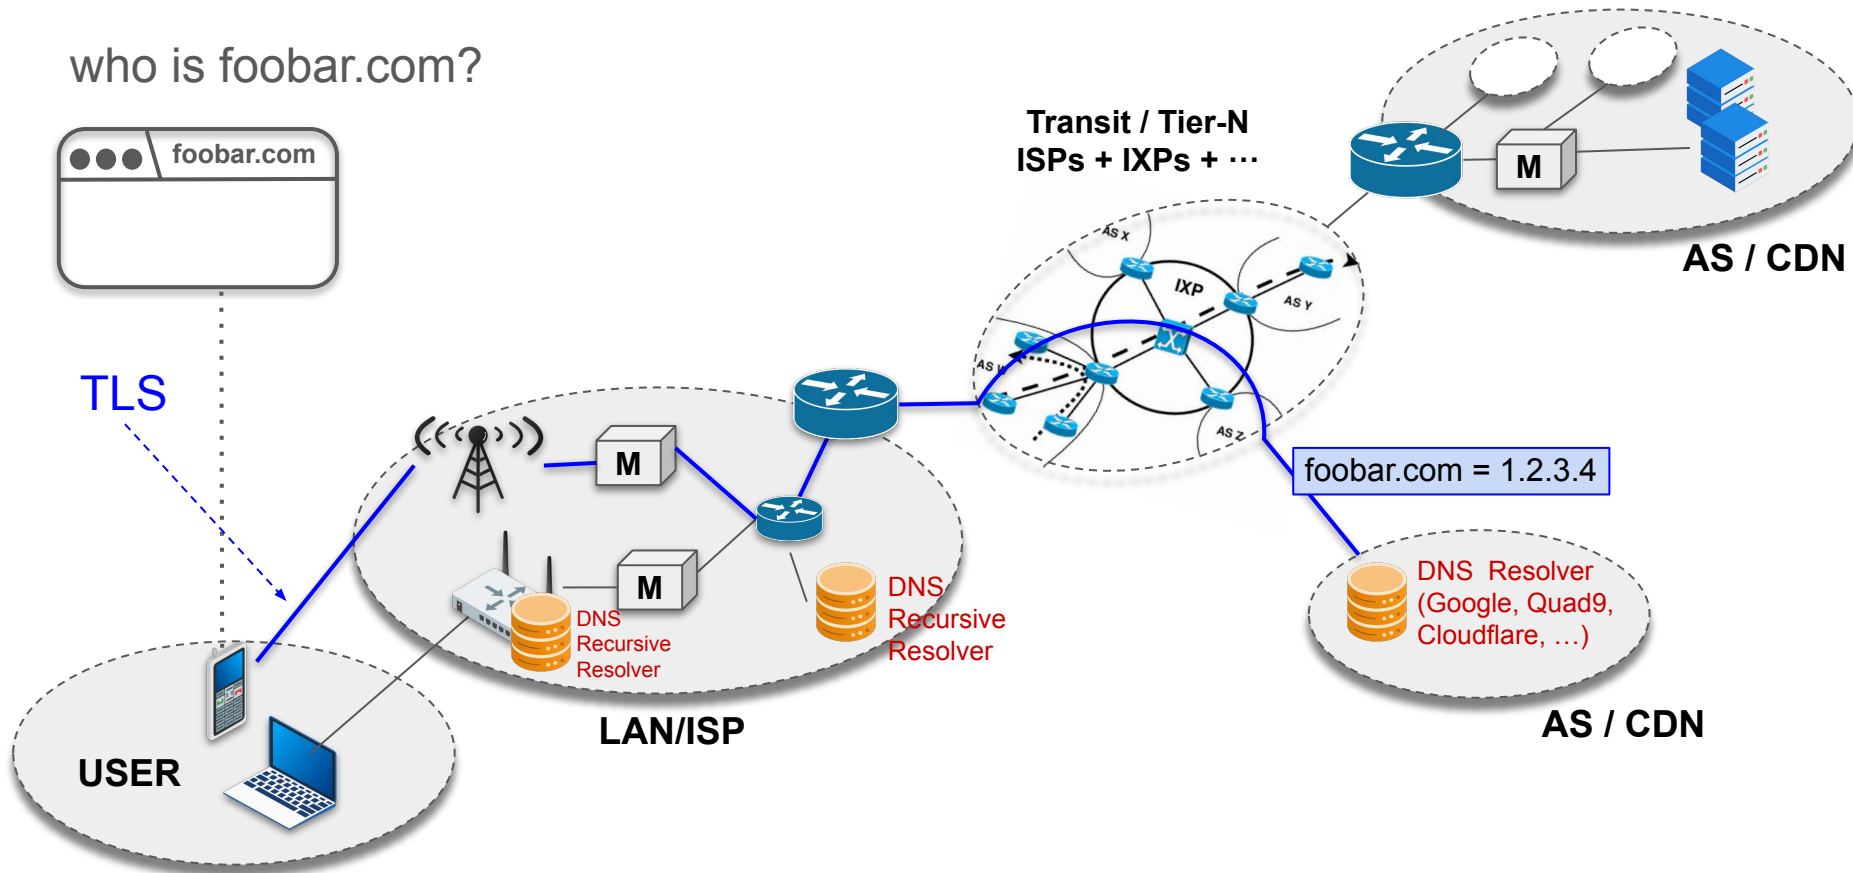 who is foobar.com?
foobar.com
Transit / Tier-N
ISPs + IXPs + ...
M
AS / CDN
AS X
IXP
AS Y
AS W
AS Z
TLS
M
foobar.com = 1.2.3.4
M
DNS
Recursive
Resolver
DNS
Recursive
Resolver
DNS Resolver
(Google, Quad9,
Cloudflare, ...)
LAN/ISP
AS / CDN
USER